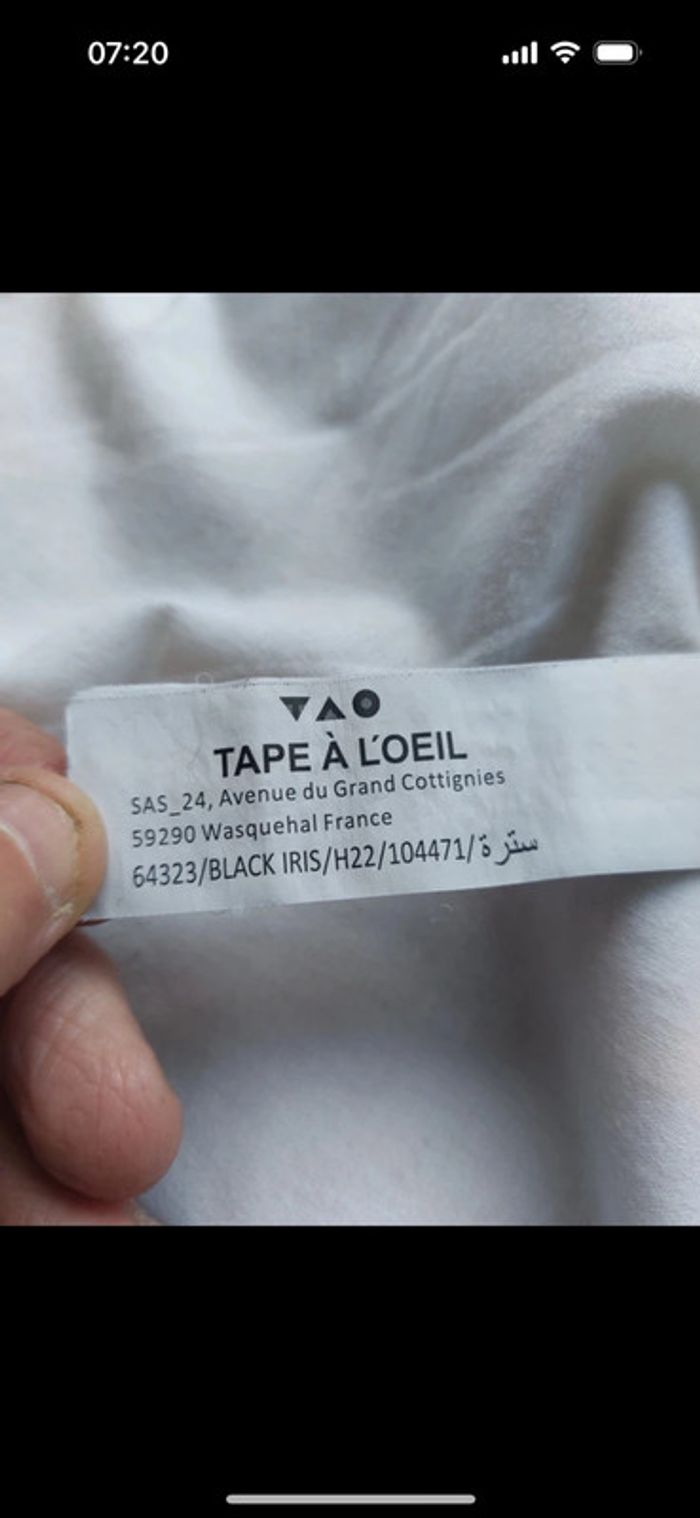 07:20
TAPE À L'OEIL
SAS_24, Avenue du Grand Cottignies
59290 Wasquehal France
64323/BLACK IRIS/H22/104471/سترة